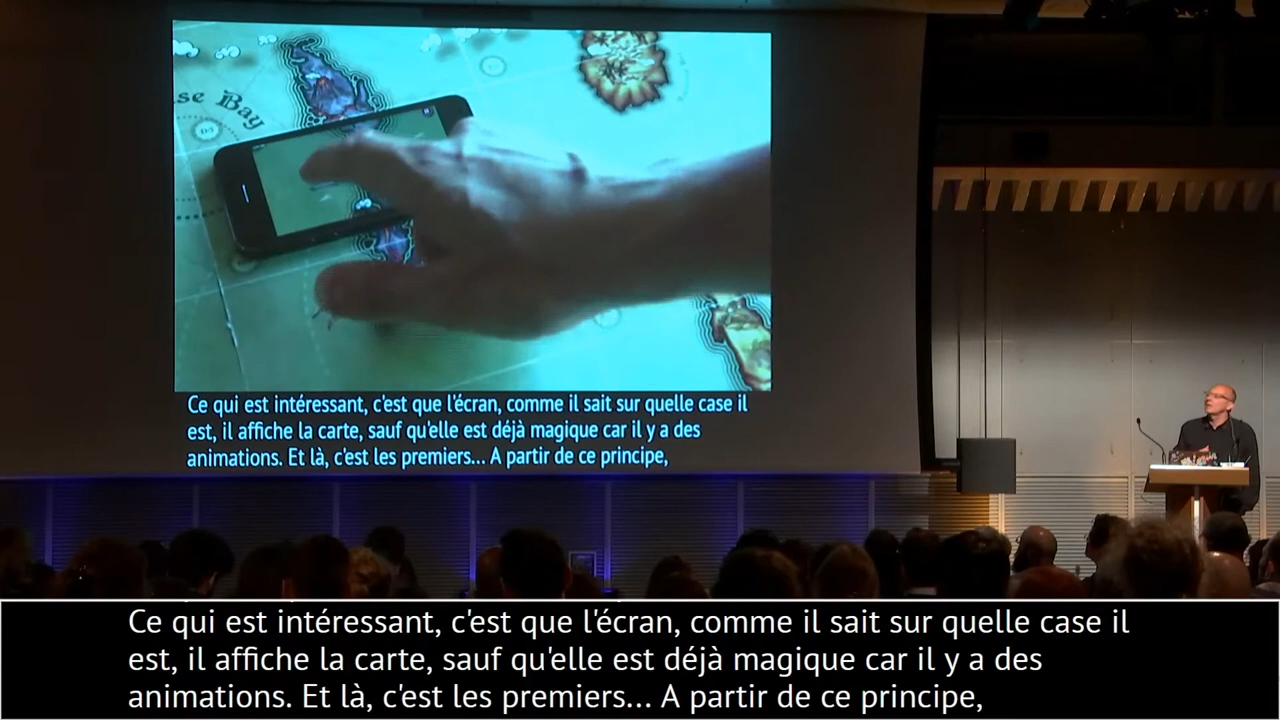 se Bay
D5
Ce qui est intéressant, c'est que l'écran, comme il sait sur quelle case il
est, il affiche la carte, sauf qu'elle est déjà magique car il y a des
animations. Et là, c'est les premiers... A partir de ce principe,
Ce qui est intéressant, c'est que l'écran, comme il sait sur quelle case il
est, il affiche la carte, sauf qu'elle est déjà magique car il y a des
animations. Et là, c'est les premiers... A partir de ce principe,